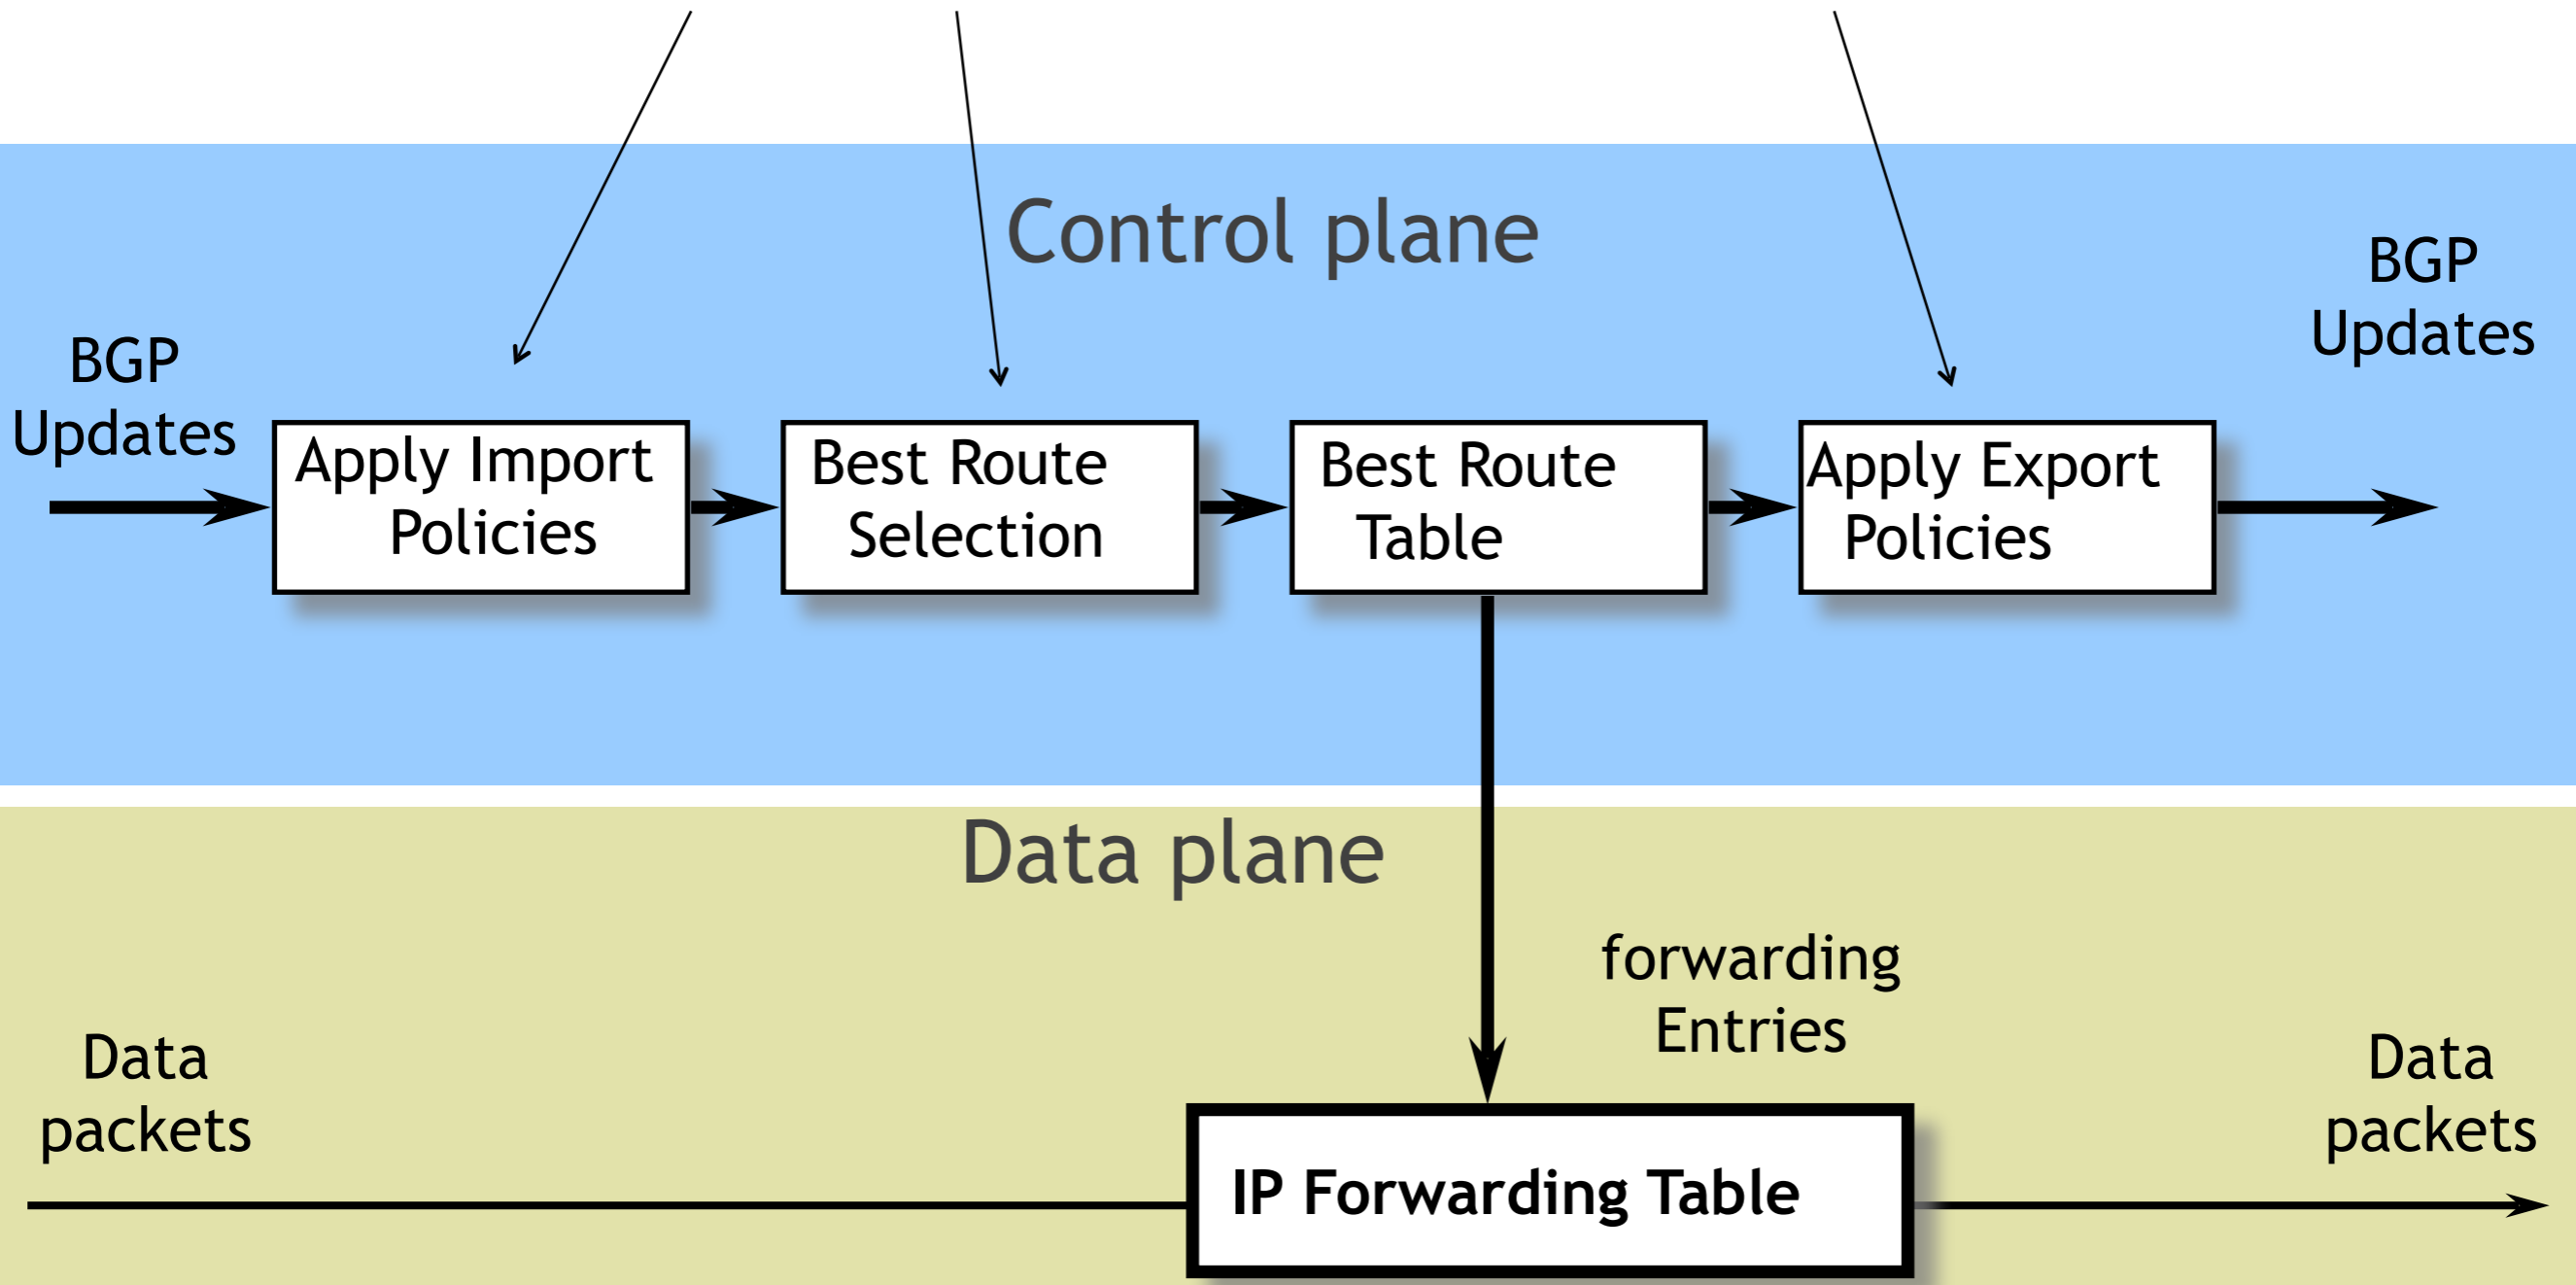 Control plane
BGP
Updates
BGP
Updates
Apply Import
Policies
Best Route
Selection
Best Route
Table
Apply Export
Policies
Data plane
forwarding
Entries
Data
packets
Data
packets
IP Forwarding Table